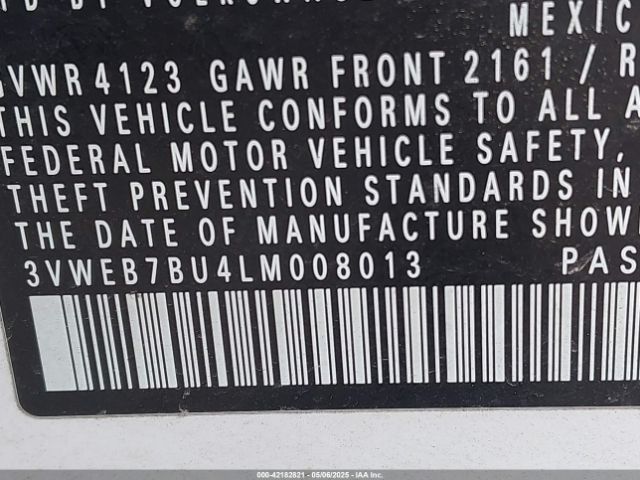 MEXIC
VWR 4123 GAWR FRONT 2161 / R
THIS VEHICLE CONFORMS TO ALL A
FEDERAL MOTOR VEHICLE SAFETY,
THEFT PREVENTION STANDARDS IN
THE DATE OF MANUFACTURE SHOW
3VWEB7BU4LM008013 PAS
000-42182821 - 05/06/2025 - IAA Inc.